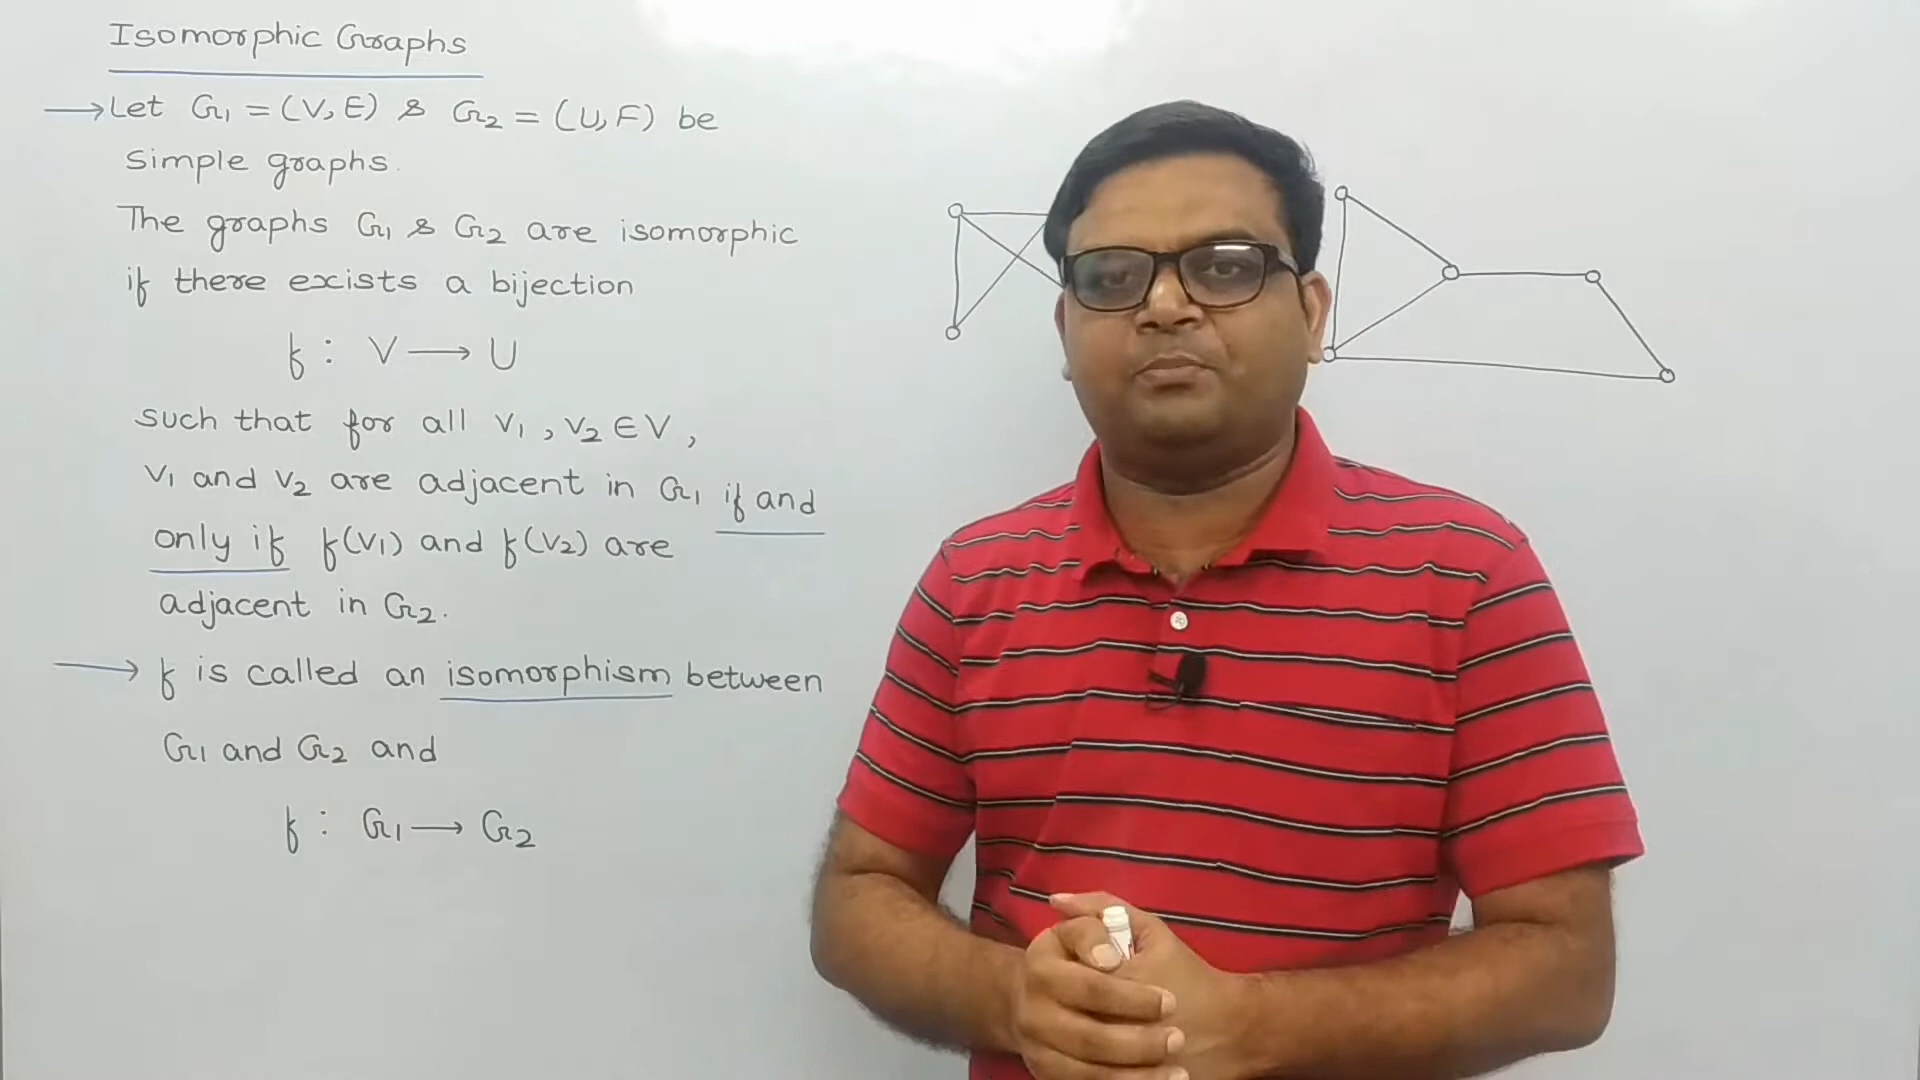 Isomorphic Graphs
→ Let G₁ = (V, E) & G₂ = (U, F) be
simple graphs.
The graphs G₁ & G₂ are isomorphic
if there exists a bijection
f : V → U
such that for all v₁, v₂ ∈ V,
v₁ and v₂ are adjacent in G₁ if and
only if f(v₁) and f(v₂) are
adjacent in G₂.
→ f is called an isomorphism between
G₁ and G₂ and
f : G₁ → G₂